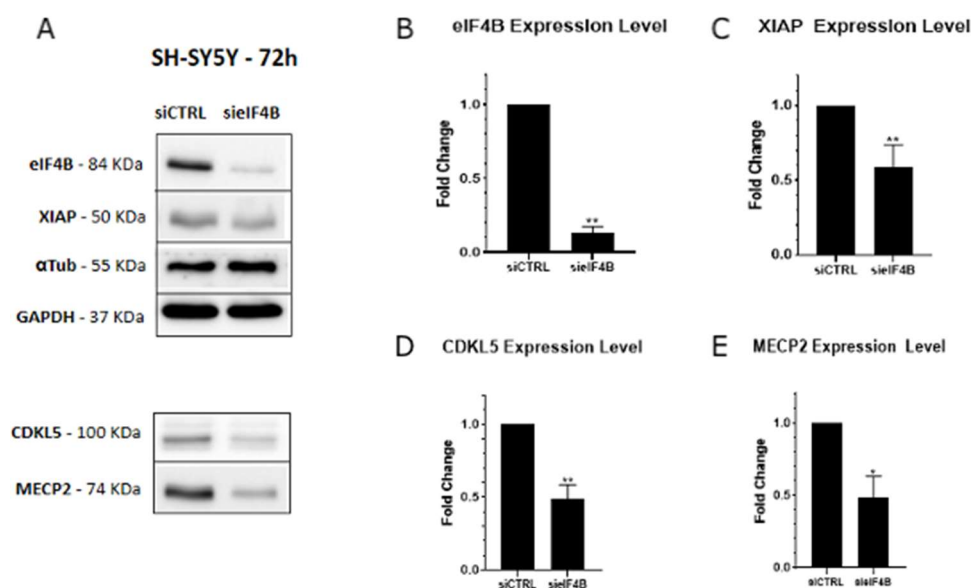 A
SH-SY5Y - 72h
siCTRL sieIF4B
eIF4B - 84 KDa
XIAP - 50 KDa
αTub - 55 KDa
GAPDH - 37 KDa
CDKL5 - 100 KDa
MECP2 - 74 KDa
B eIF4B Expression Level
Fold Change
1.0
0.5
0.0
**
siCTRL sieIF4B
C XIAP Expression Level
Fold Change
1.0
0.5
0.0
**
siCTRL sieIF4B
D CDKL5 Expression Level
Fold Change
1.0
0.5
0.0
**
siCTRL sieIF4B
E MECP2 Expression Level
Fold Change
1.0
0.5
0.0
*
siCTRL sieIF4B